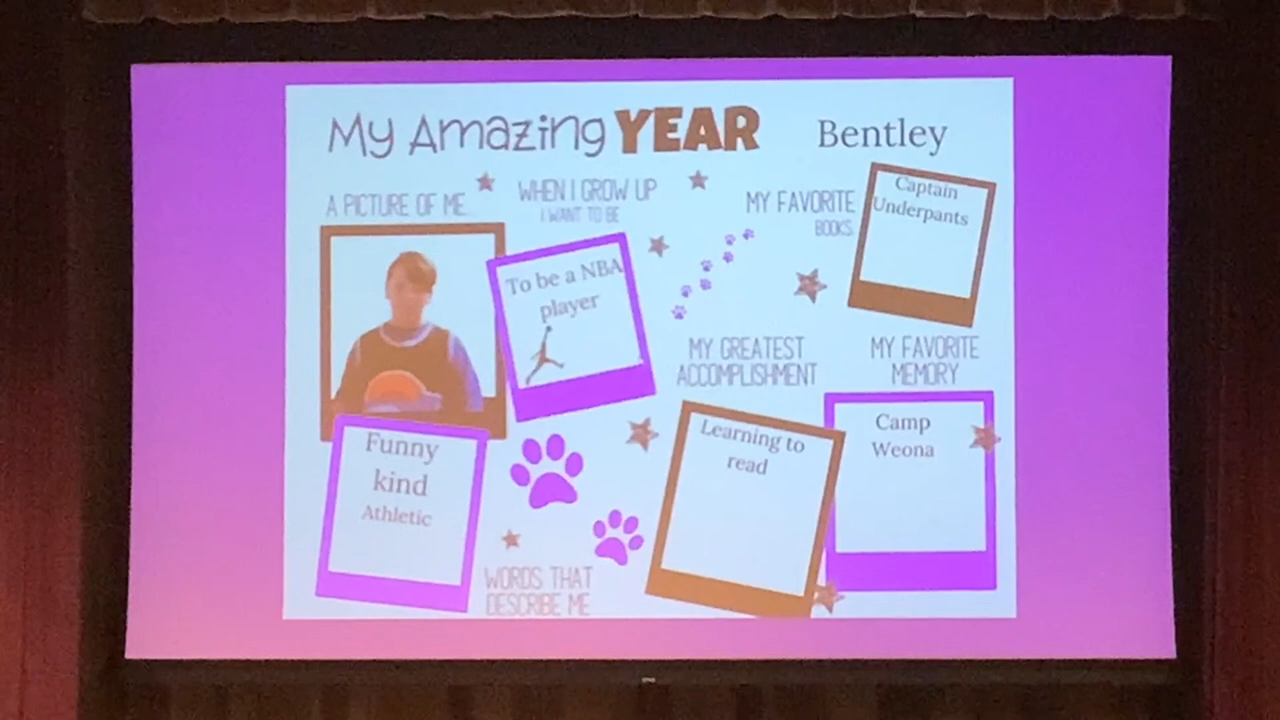 My Amazing YEAR
Bentley
A PICTURE OF ME
WHEN I GROW UP
I WANT TO BE
To be a NBA
player
MY FAVORITE
BOOKS
Captain
Underpants
MY GREATEST
ACCOMPLISHMENT
Learning to
read
MY FAVORITE
MEMORY
Camp
Weona
Funny
kind
Athletic
WORDS THAT
DESCRIBE ME